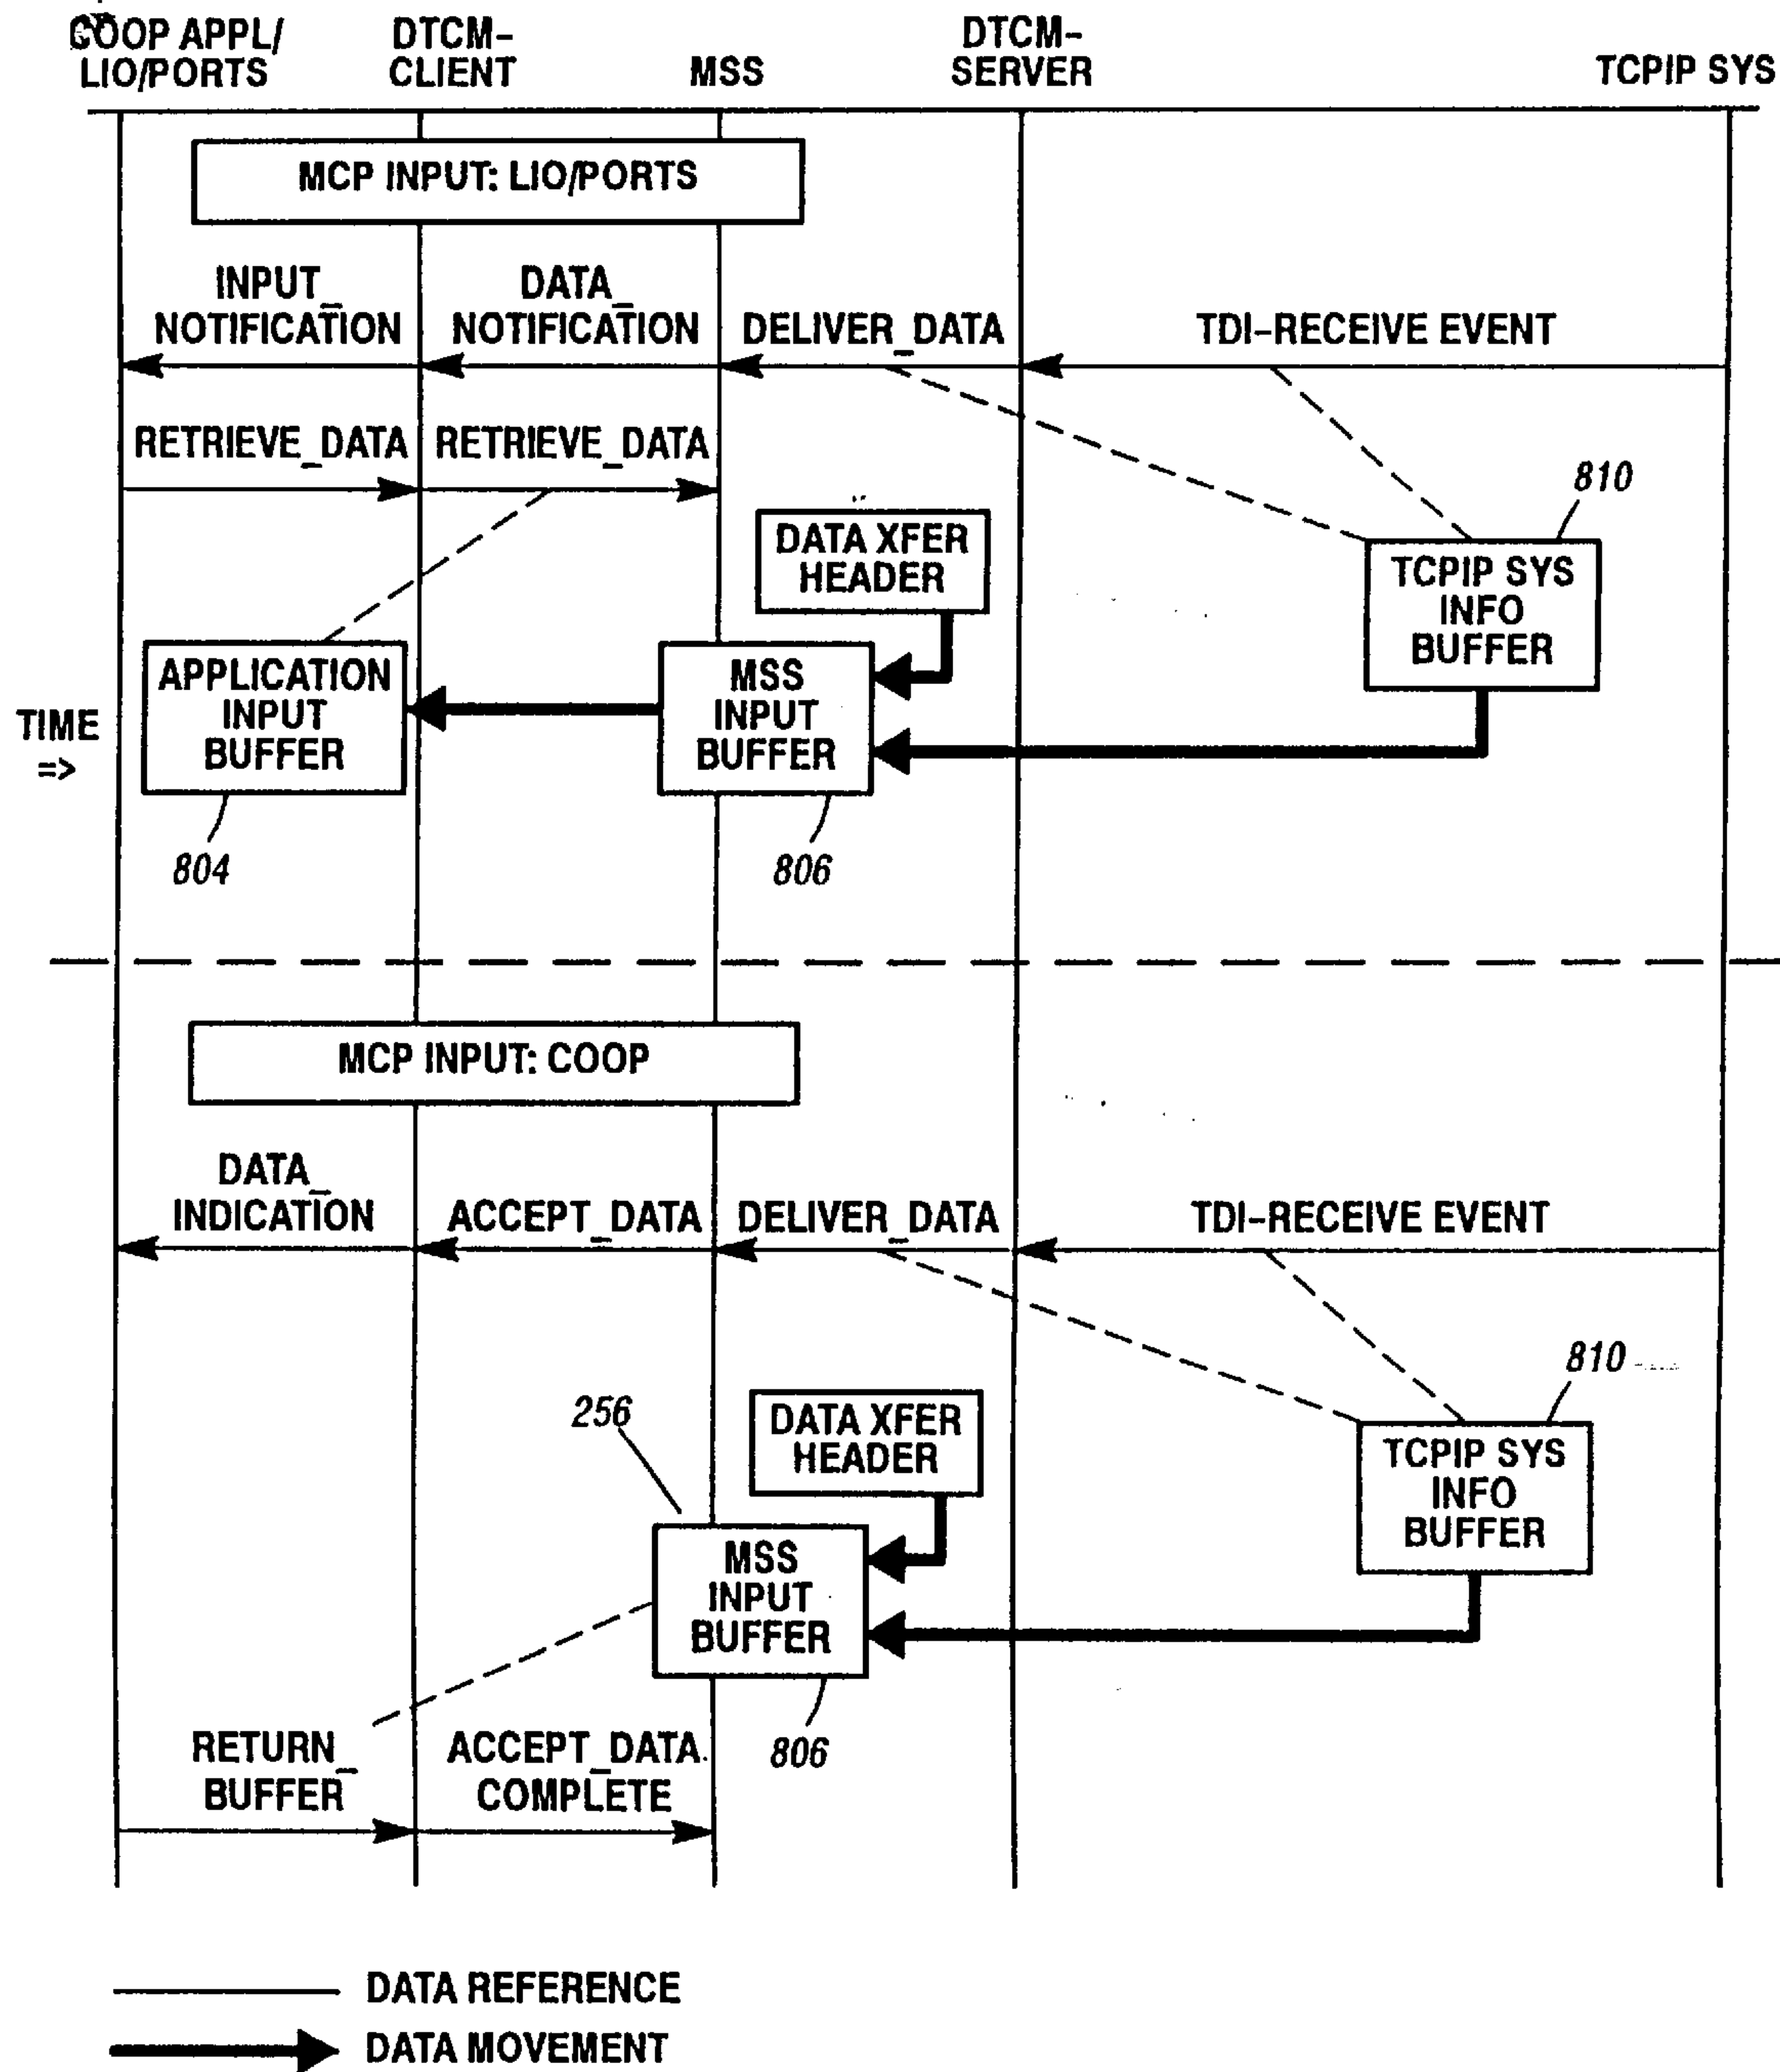 COOP APPL/
LIO/PORTS
DTCM-
CLIENT
MSS
DTCM-
SERVER
TCPIP SYS
MCP INPUT: LIO/PORTS
INPUT_
NOTIFICATION
DATA_
NOTIFICATION
DELIVER_DATA
TDI-RECEIVE EVENT
RETRIEVE_DATA
RETRIEVE_DATA
810
DATA XFER
HEADER
TCPIP SYS
INFO
BUFFER
APPLICATION
INPUT
BUFFER
MSS
INPUT
BUFFER
TIME
=>
804
806
MCP INPUT: COOP
DATA_
INDICATION
ACCEPT_DATA
DELIVER_DATA
TDI-RECEIVE EVENT
810
256
DATA XFER
HEADER
TCPIP SYS
INFO
BUFFER
MSS
INPUT
BUFFER
806
RETURN_
BUFFER
ACCEPT_DATA_
COMPLETE
DATA REFERENCE
DATA MOVEMENT